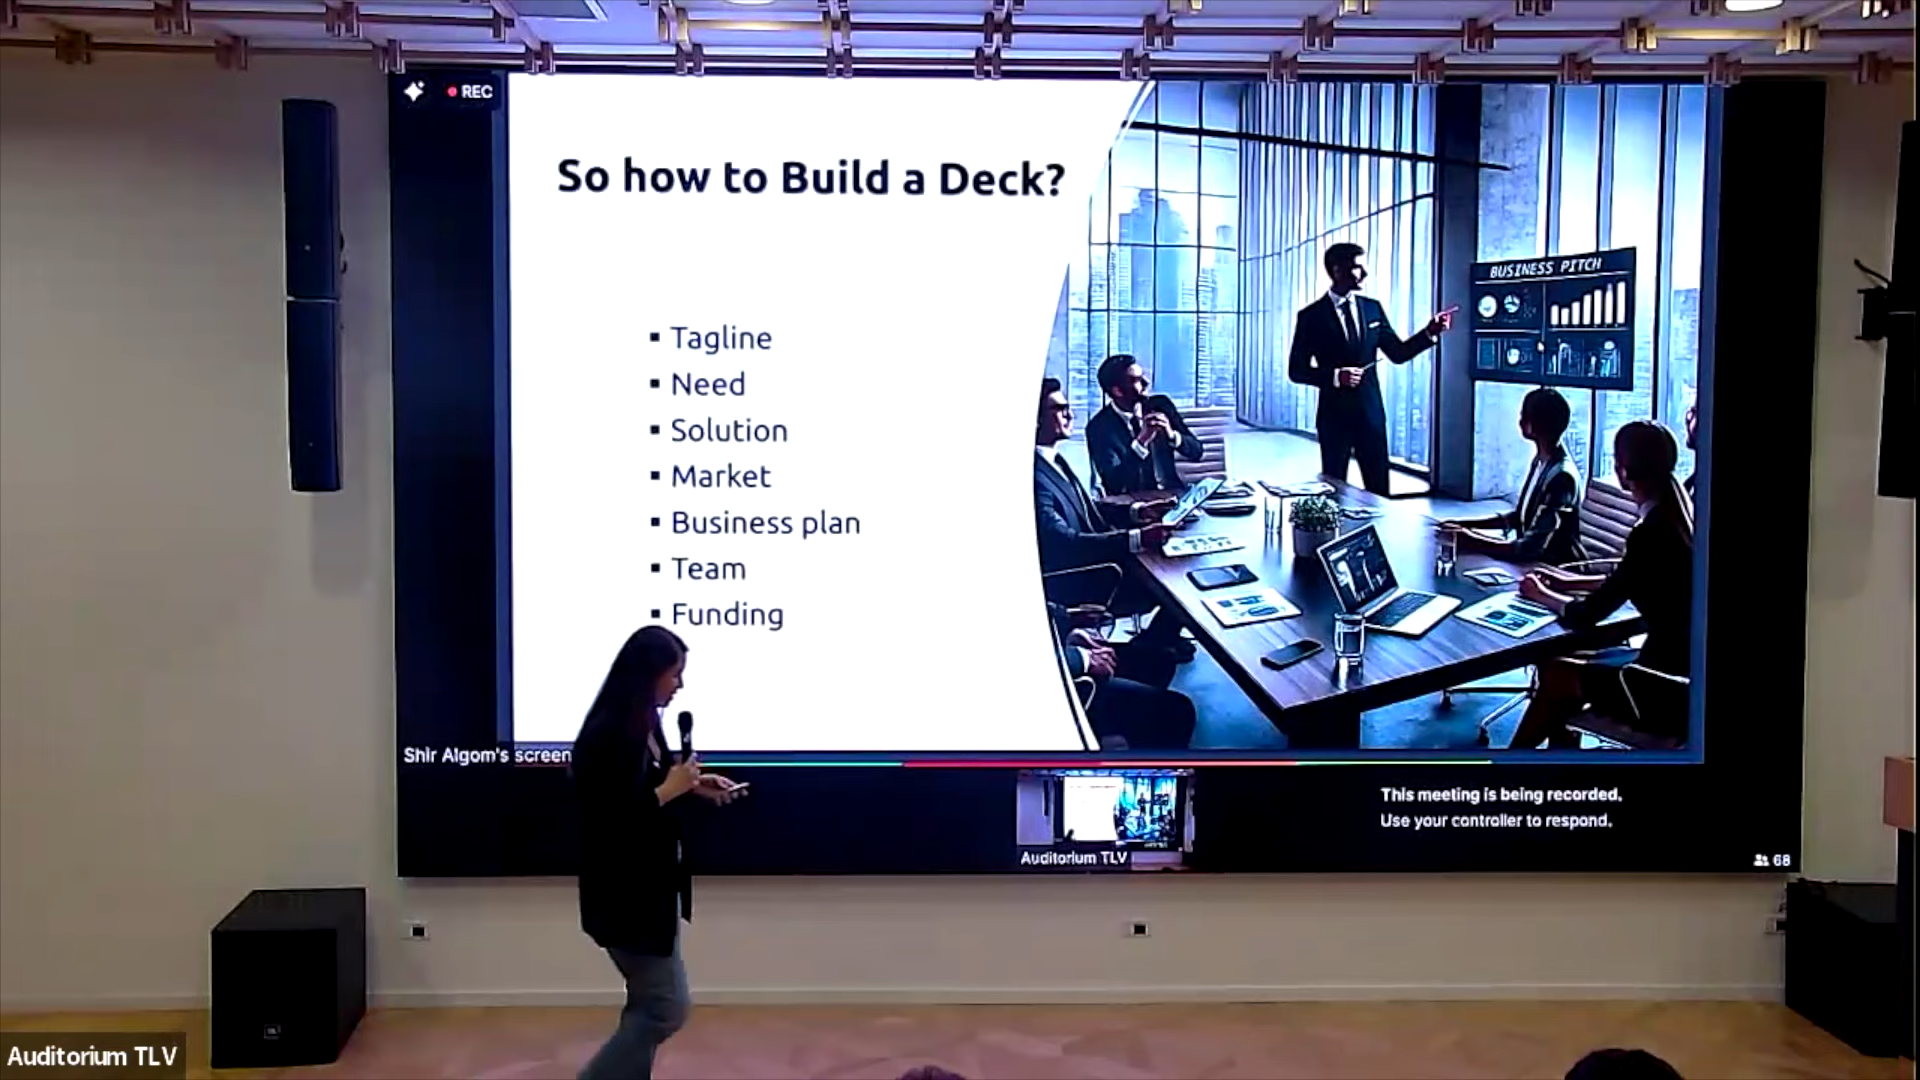 REC
So how to Build a Deck?
▪ Tagline
▪ Need
▪ Solution
▪ Market
▪ Business plan
▪ Team
▪ Funding
BUSINESS PITCH
Shir Algom's screen
This meeting is being recorded.
Use your controller to respond.
Auditorium TLV
68
Auditorium TLV